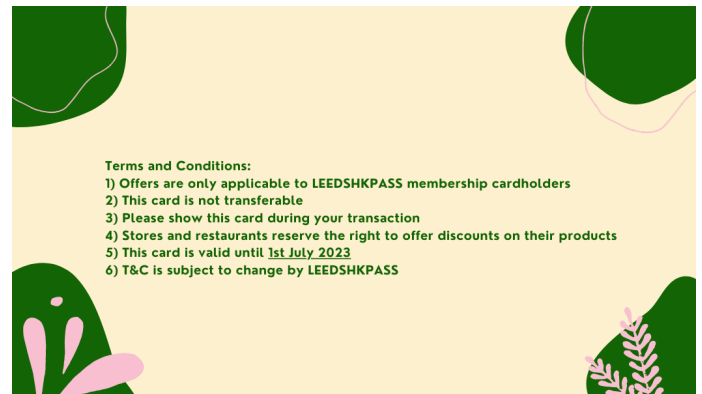 Terms and Conditions:
1) Offers are only applicable to LEEDSHKPASS membership cardholders
2) This card is not transferable
3) Please show this card during your transaction
4) Stores and restaurants reserve the right to offer discounts on their products
5) This card is valid until 1st July 2023
6) T&C is subject to change by LEEDSHKPASS